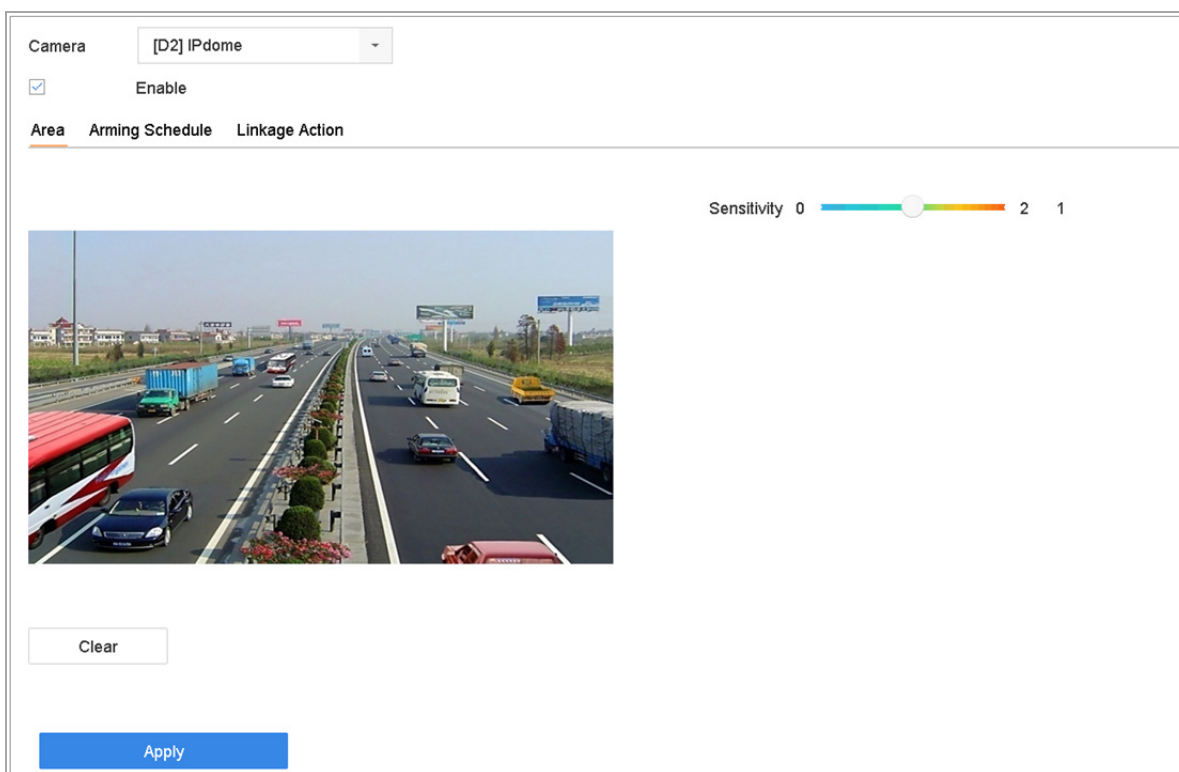 Camera [D2] IPdome
Enable
Area Arming Schedule Linkage Action
Sensitivity 0 2 1
Clear
Apply